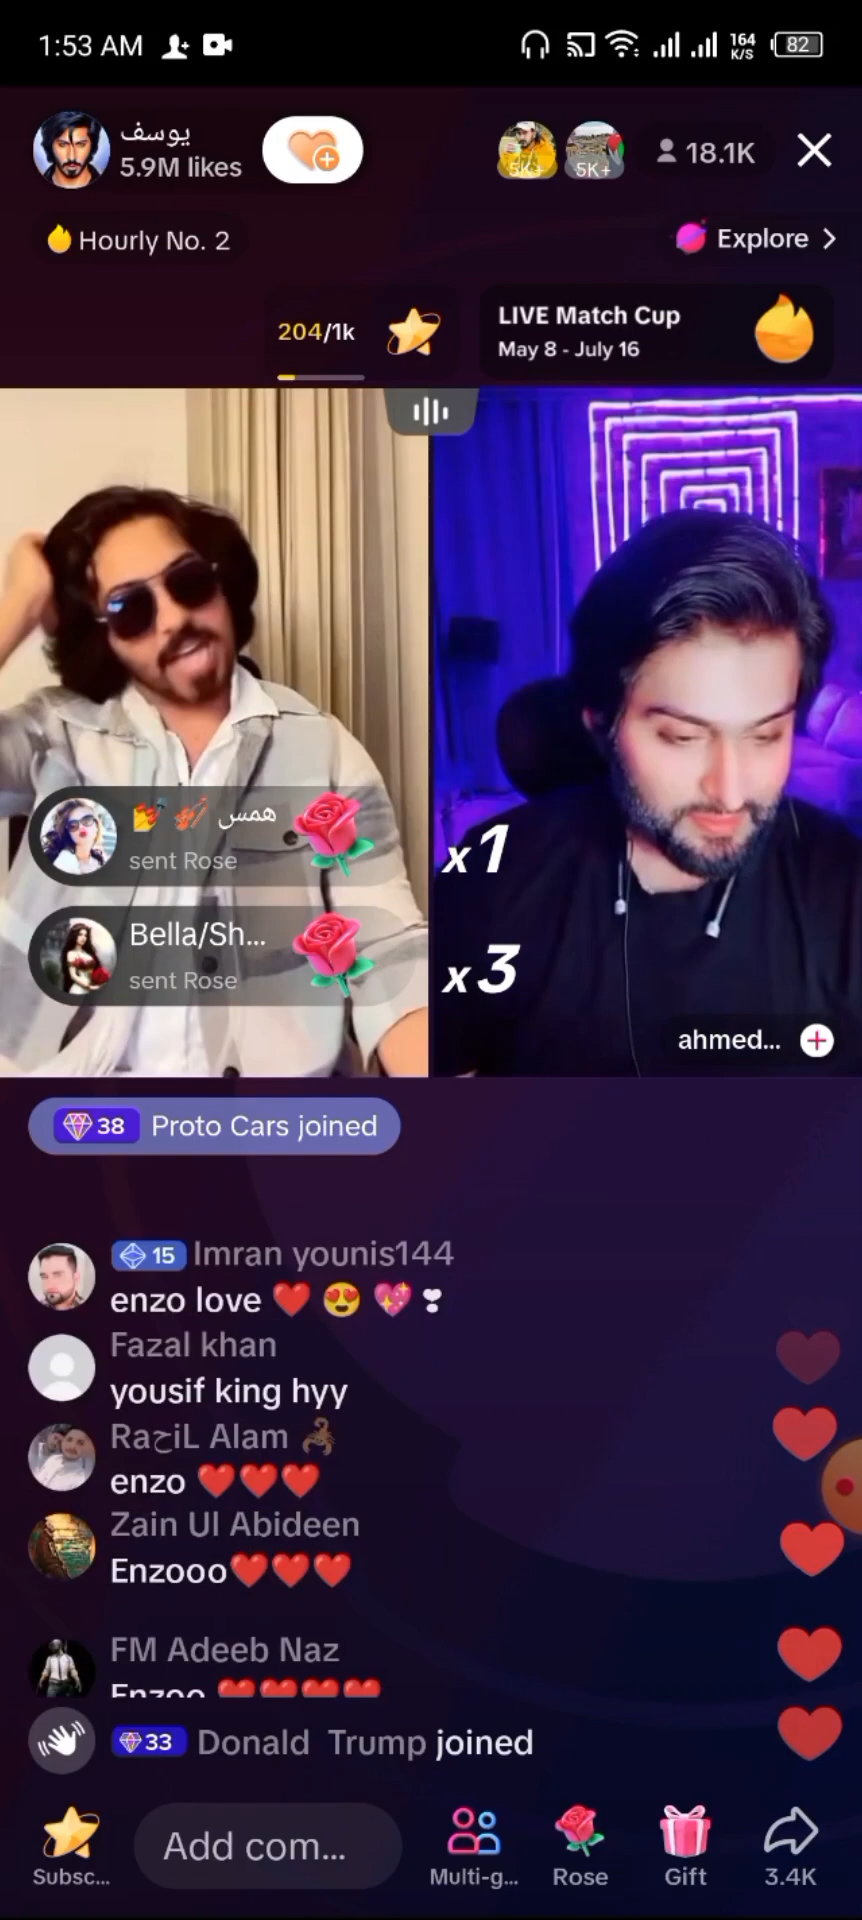 1:53 AM
164 K/S
82
يوسف
5.9M likes
5K+
5K+
18.1K
Hourly No. 2
Explore
204/1k
LIVE Match Cup
May 8 - July 16
همس
sent Rose
x1
Bella/Sh...
sent Rose
x3
ahmed...
38 Proto Cars joined
15 Imran younis144
enzo love
Fazal khan
yousif king hyy
RaحiL Alam
enzo
Zain Ul Abideen
Enzooo
FM Adeeb Naz
Enzoo
33 Donald Trump joined
Add com...
Subsc...
Multi-g...
Rose
Gift
3.4K